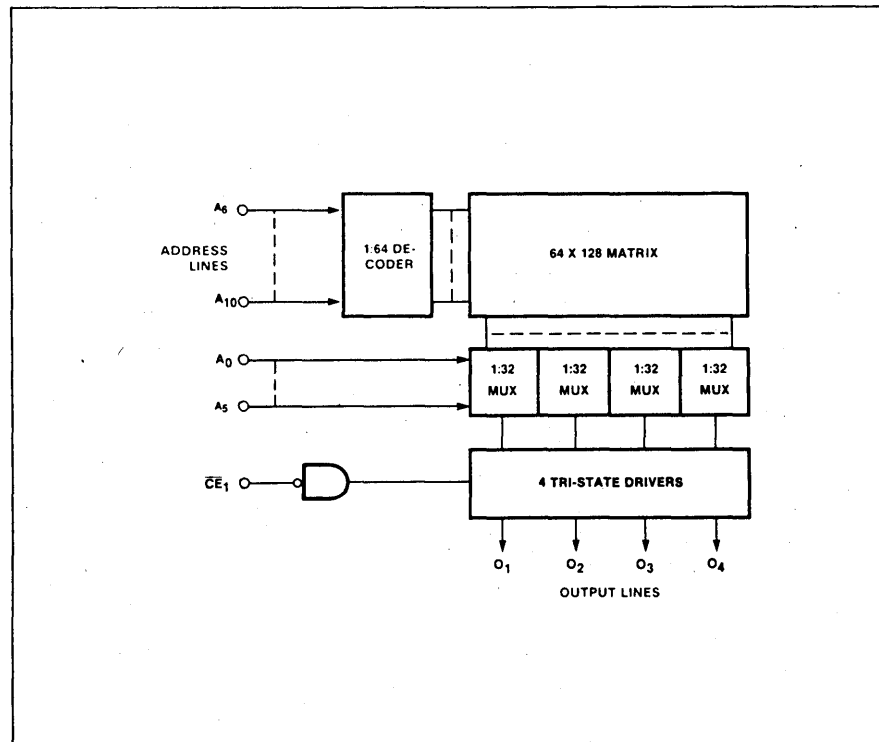 A6
ADDRESS
LINES
A10
1:64 DE-
CODER
64 X 128 MATRIX
A0
A5
1:32
MUX
1:32
MUX
1:32
MUX
1:32
MUX
CE1
4 TRI-STATE DRIVERS
O1
O2
O3
O4
OUTPUT LINES